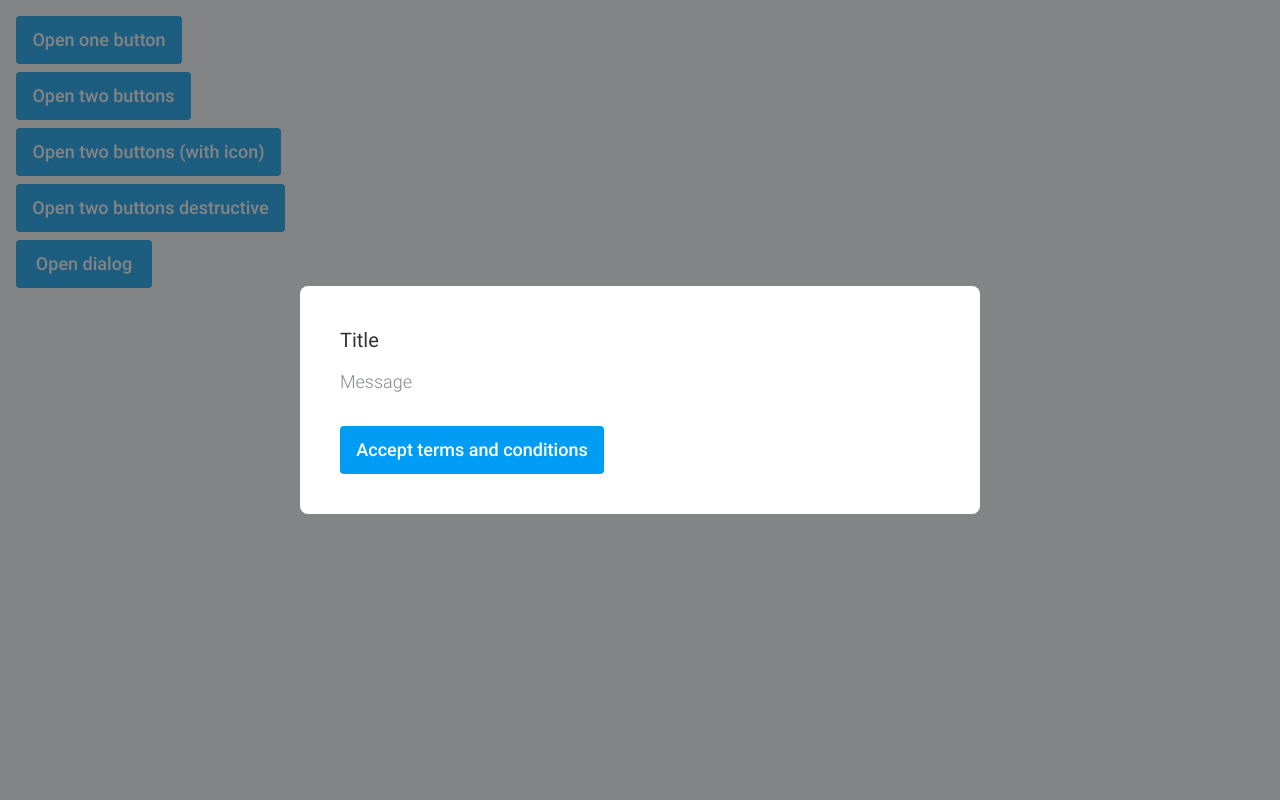 Open one button
Open two buttons
Open two buttons (with icon)
Open two buttons destructive
Open dialog
Title
Message
Accept terms and conditions